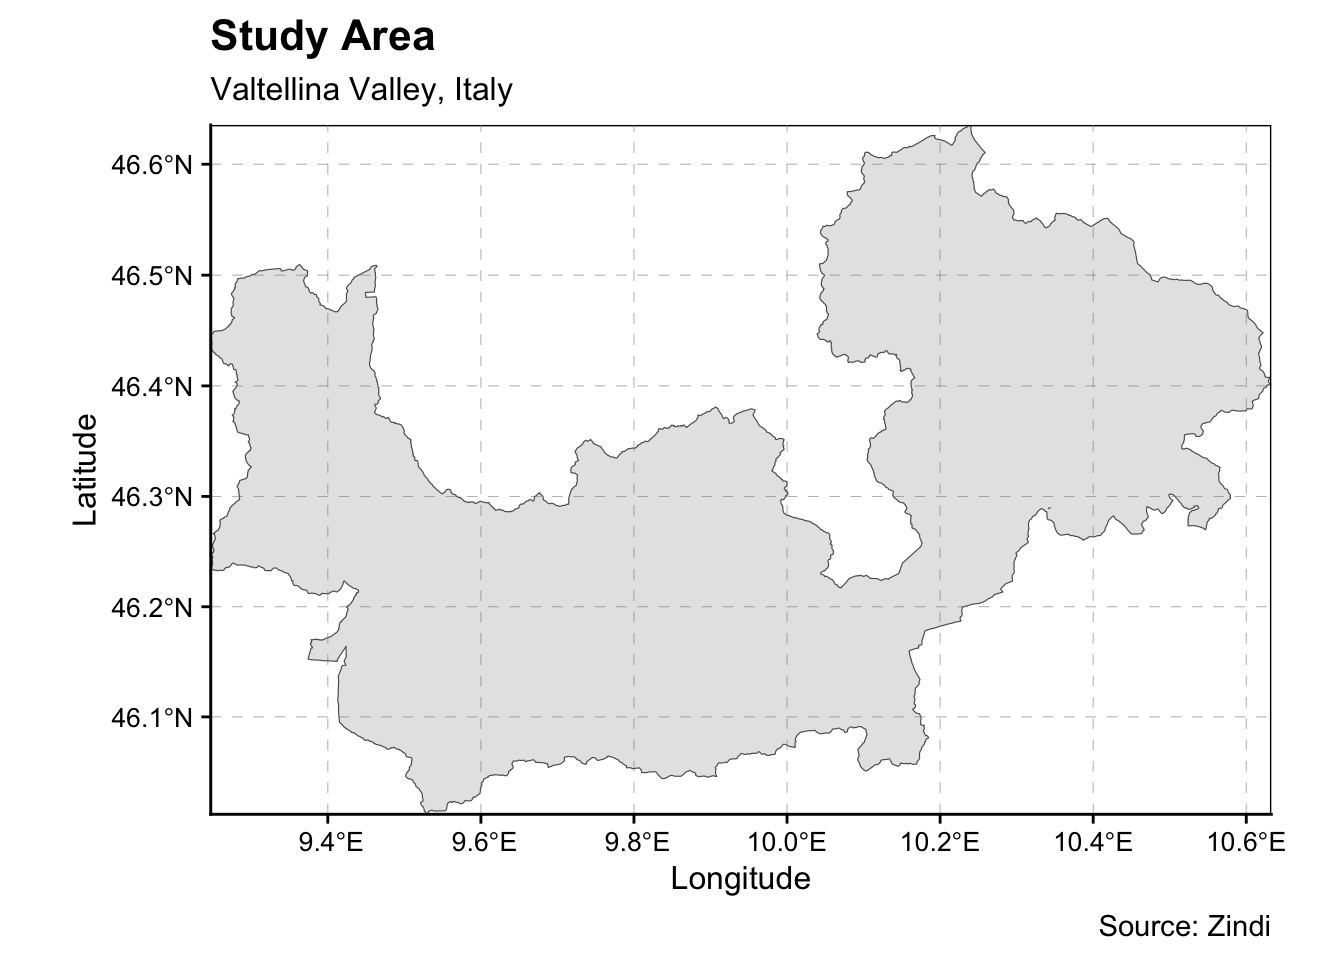 Study Area
Valtellina Valley, Italy
46.6°N
46.5°N
46.4°N
46.3°N
46.2°N
46.1°N
Latitude
9.4°E 9.6°E 9.8°E 10.0°E 10.2°E 10.4°E 10.6°E
Longitude
Source: Zindi